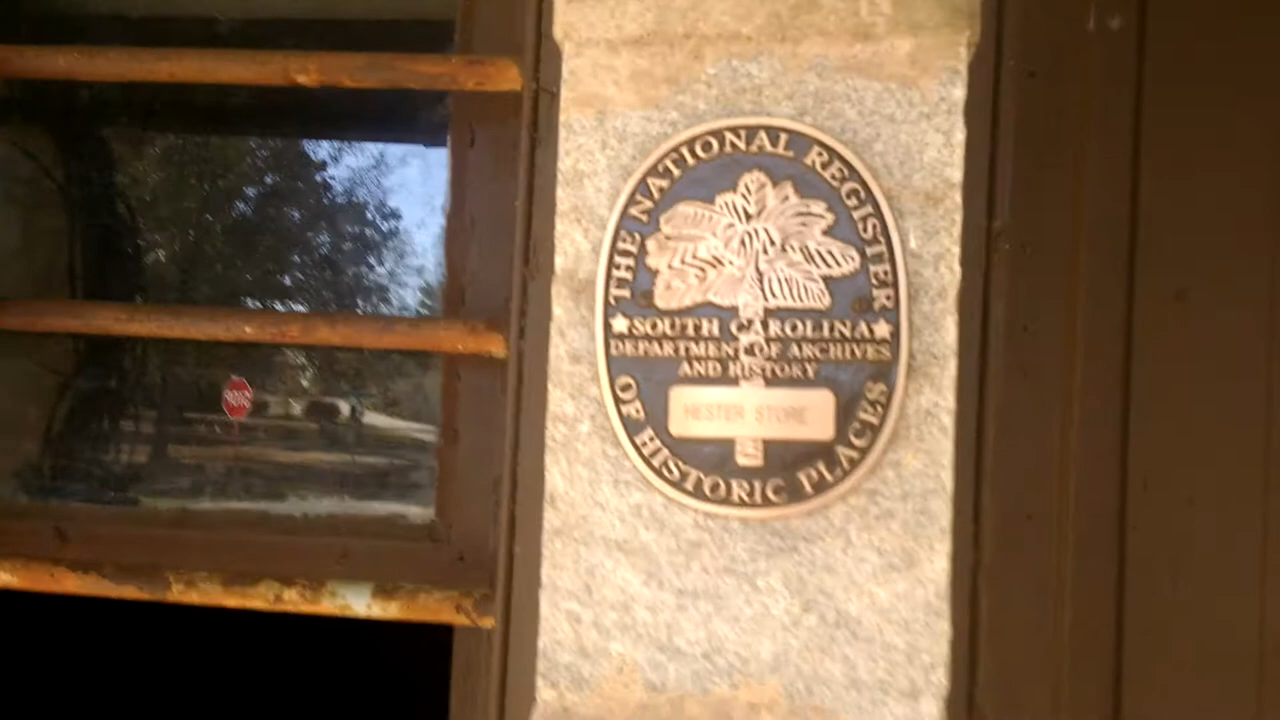 THE NATIONAL REGISTER
SOUTH CAROLINA
DEPARTMENT OF ARCHIVES
AND HISTORY
HESTER STORE
OF HISTORIC PLACES